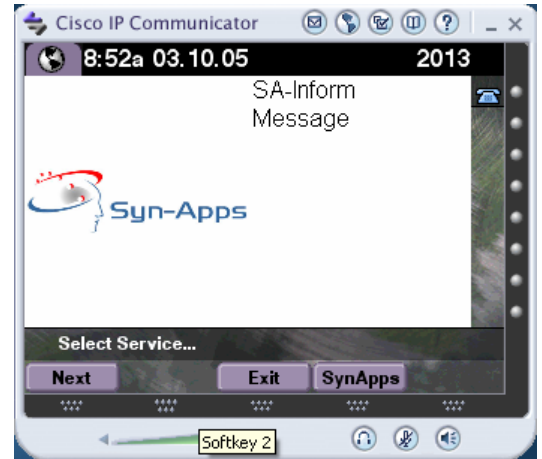 Cisco IP Communicator
8:52a 03.10.05 2013
SA-Inform
Message
Syn-Apps
Select Service...
Next Exit SynApps
Softkey 2